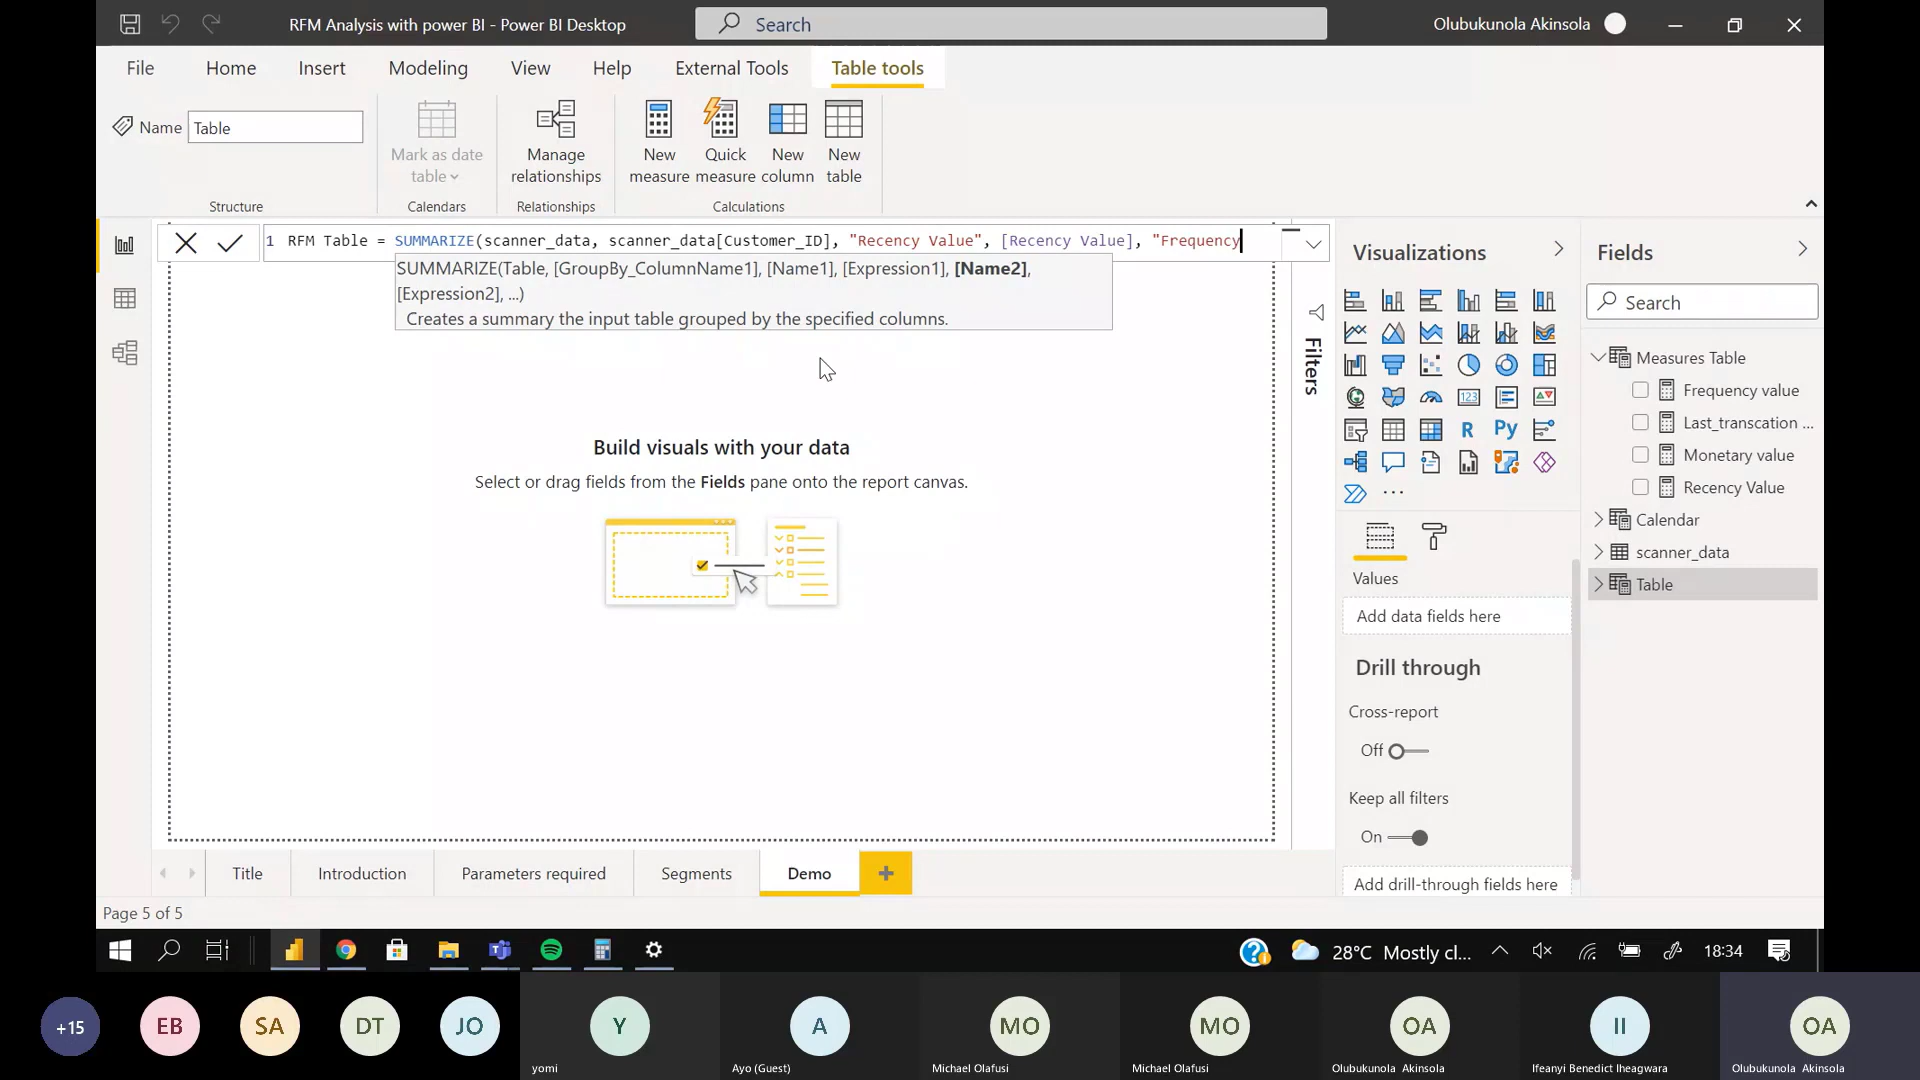 RFM Analysis with power BI - Power BI Desktop
Search
Olubukunola Akinsola
File
Home
Insert
Modeling
View
Help
External Tools
Table tools
Name
Table
Mark as date
table
Manage
relationships
New
measure
Quick
measure
New
column
New
table
Structure
Calendars
Relationships
Calculations
1 RFM Table = SUMMARIZE(scanner_data, scanner_data[Customer_ID], "Recency Value", [Recency Value], "Frequency
SUMMARIZE(Table, [GroupBy_ColumnName1], [Name1], [Expression1], [Name2],
[Expression2], ...)
Creates a summary the input table grouped by the specified columns.
Build visuals with your data
Select or drag fields from the Fields pane onto the report canvas.
Filters
Visualizations
123
R
Py
...
Values
Add data fields here
Drill through
Cross-report
Off
Keep all filters
On
Add drill-through fields here
Fields
Search
Measures Table
Frequency value
Last_transcation ...
Monetary value
Recency Value
Calendar
scanner_data
Table
Title
Introduction
Parameters required
Segments
Demo
+
Page 5 of 5
28°C Mostly cl...
18:34
+15
EB
SA
DT
JO
Y
yomi
A
Ayo (Guest)
MO
Michael Olafusi
MO
Michael Olafusi
OA
Olubukunola Akinsola
II
Ifeanyi Benedict Iheagwara
OA
Olubukunola Akinsola